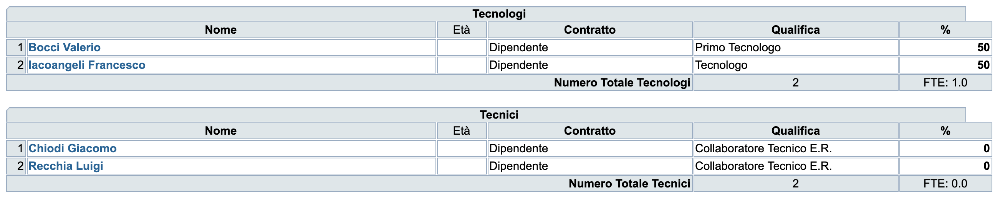 Tecnologi
Nome Età Contratto Qualifica %
1 Bocci Valerio Dipendente Primo Tecnologo 50
2 Iacoangeli Francesco Dipendente Tecnologo 50
Numero Totale Tecnologi 2 FTE: 1.0
Tecnici
Nome Età Contratto Qualifica %
1 Chiodi Giacomo Dipendente Collaboratore Tecnico E.R. 0
2 Recchia Luigi Dipendente Collaboratore Tecnico E.R. 0
Numero Totale Tecnici 2 FTE: 0.0